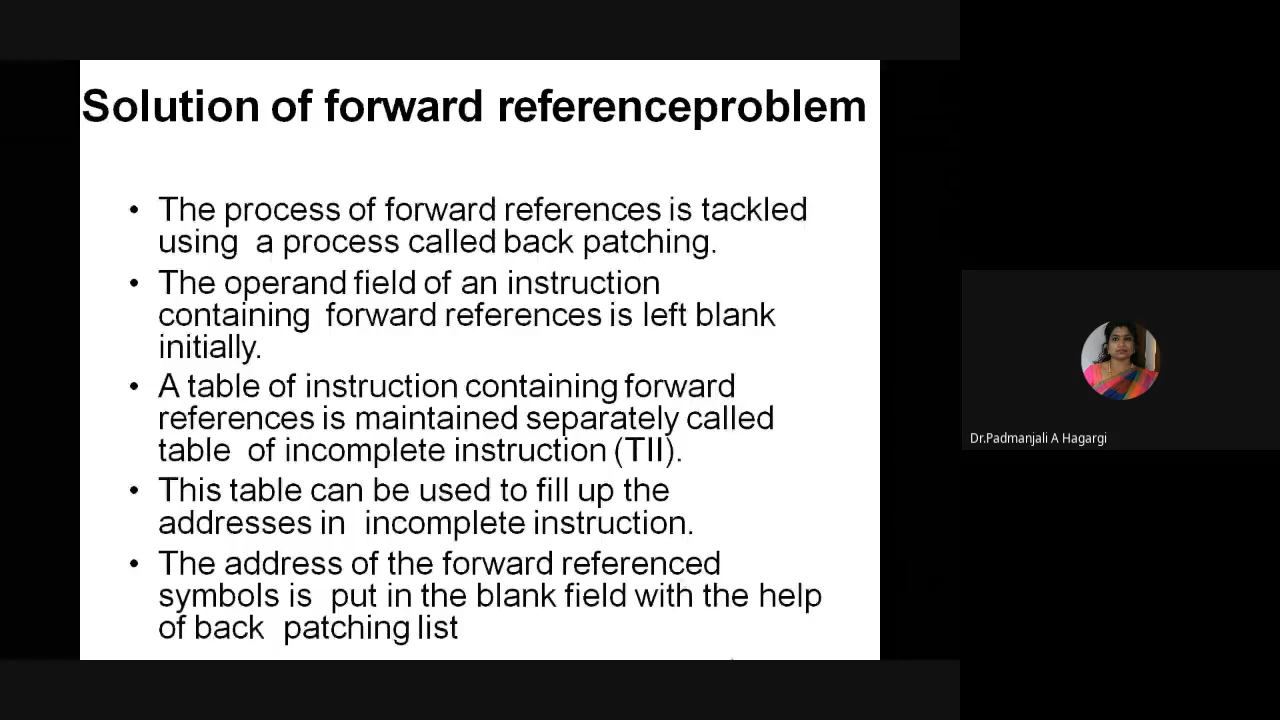 Solution of forward referenceproblem
• The process of forward references is tackled
using a process called back patching.
• The operand field of an instruction
containing forward references is left blank
initially.
• A table of instruction containing forward
references is maintained separately called
table of incomplete instruction (TII).
• This table can be used to fill up the
addresses in incomplete instruction.
• The address of the forward referenced
symbols is put in the blank field with the help
of back patching list
Dr.Padmanjali A Hagargi